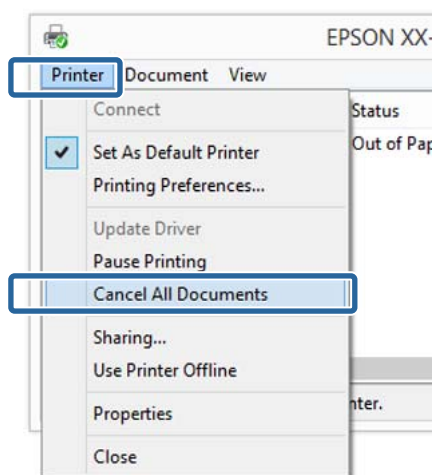 EPSON XX-
Printer Document View
Connect
Status
Set As Default Printer
Out of Pap
Printing Preferences...
Update Driver
Pause Printing
Cancel All Documents
Sharing...
Use Printer Offline
Properties
nter.
Close